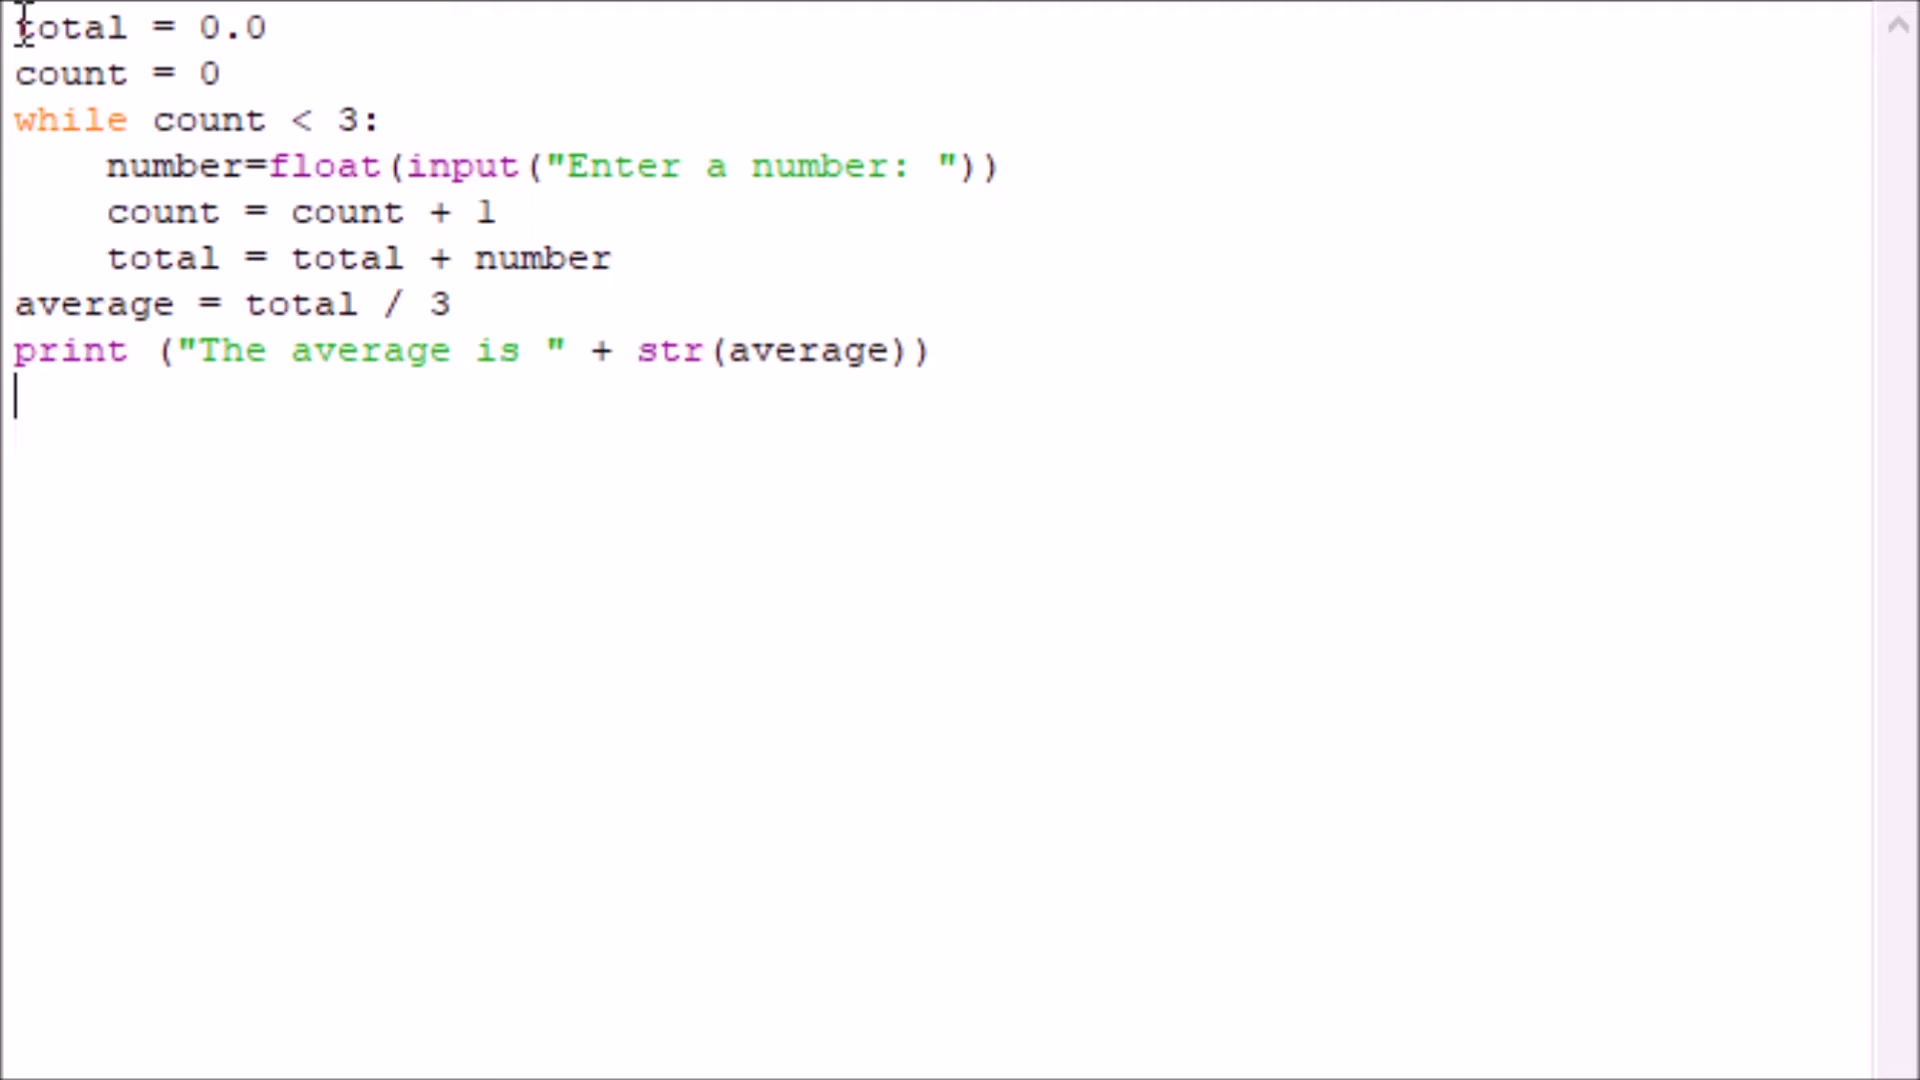 total = 0.0
count = 0
while count < 3:
    number=float(input("Enter a number: "))
    count = count + 1
    total = total + number
average = total / 3
print ("The average is " + str(average))